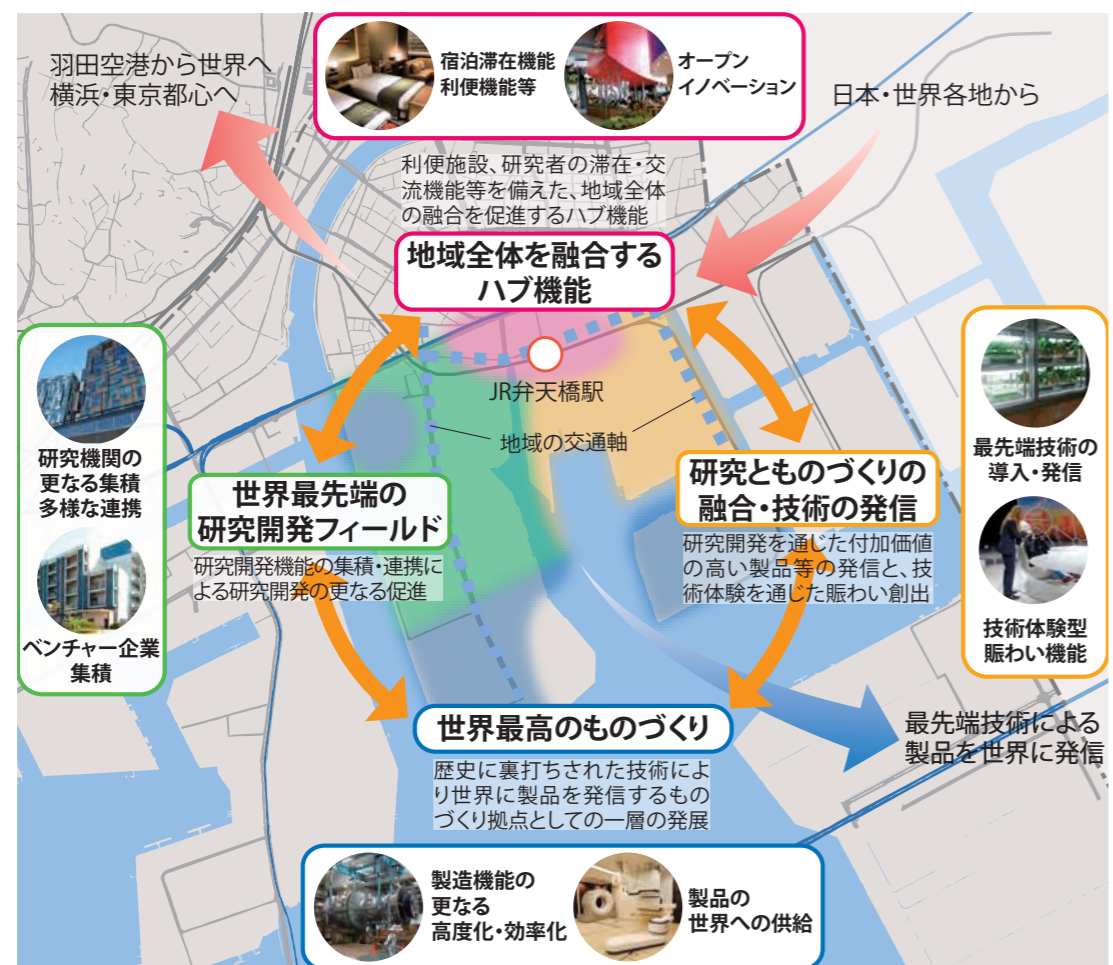 宿泊滞在機能
利便機能等
オープン
イノベーション
羽田空港から世界へ
横浜・東京都心へ
日本・世界各地から
利便施設、研究者の滞在・交
流機能等を備えた、地域全体
の融合を促進するハブ機能
地域全体を融合する
ハブ機能
JR弁天橋駅
地域の交通軸
研究機関の
更なる集積
多様な連携
ベンチャー企業
集積
世界最先端の
研究開発フィールド
研究開発機能の集積・連携に
よる研究開発の更なる促進
研究とものづくりの
融合・技術の発信
研究開発を通じた付加価値
の高い製品等の発信と、技
術体験を通じた賑わい創出
最先端技術の
導入・発信
技術体験型
賑わい機能
世界最高のものづくり
歴史に裏打ちされた技術によ
り世界に製品を発信するもの
づくり拠点としての一層の発展
最先端技術による
製品を世界に発信
製造機能の
更なる
高度化・効率化
製品の
世界への供給